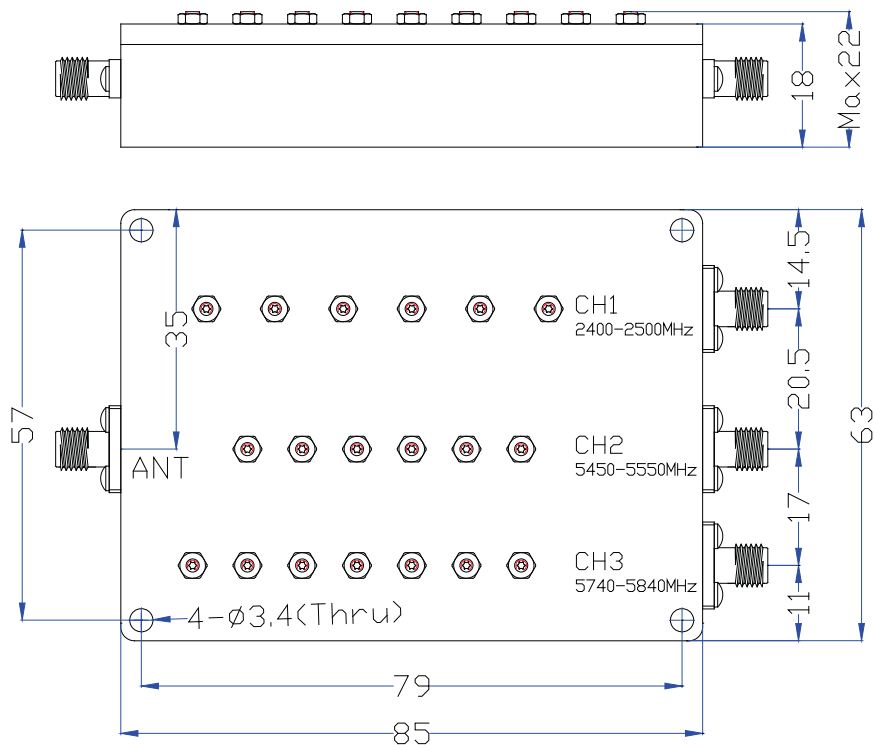 18
Max22
CH1
2400-2500MHz
14.5
35
20.5
57
63
CH2
5450-5550MHz
ANT
17
CH3
5740-5840MHz
11
4-ø3.4(Thru)
79
85